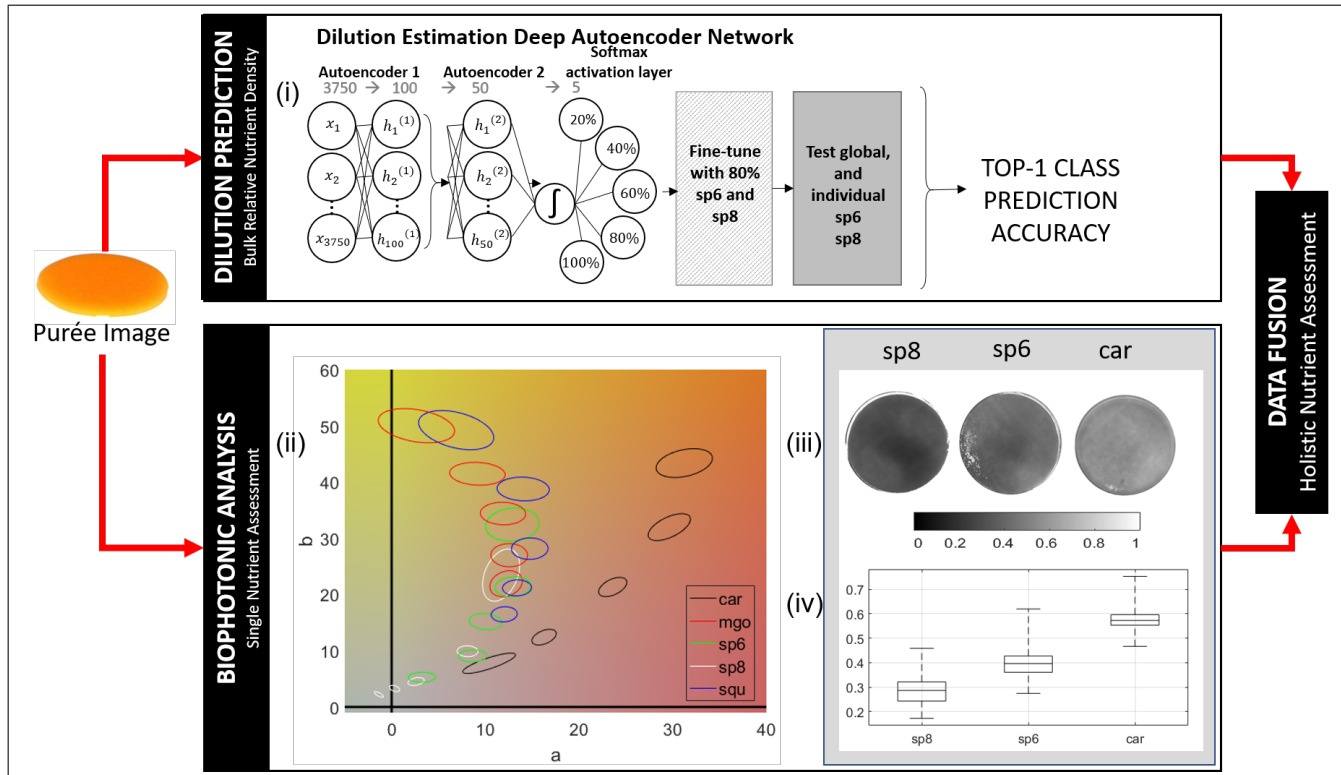 DILUTION PREDICTION
Bulk Relative Nutrient Density
Dilution Estimation Deep Autoencoder Network
Softmax
Autoencoder 1 Autoencoder 2 activation layer
3750 → 100 → 50 → 5
(i)
x₁ h₁⁽¹⁾ h₁⁽²⁾
x₂ h₂⁽¹⁾ h₂⁽²⁾
x₃₇₅₀ h₁₀₀⁽¹⁾ h₅₀⁽²⁾
∫
20%
40%
60%
80%
100%
Fine-tune
with 80%
sp6 and
sp8
Test global,
and
individual
sp6
sp8
TOP-1 CLASS
PREDICTION
ACCURACY
Purée Image
BIOPHOTONIC ANALYSIS
Single Nutrient Assessment
(ii)
60
50
40
30
20
10
0
b
0 10 20 30 40
a
car
mgo
sp6
sp8
squ
sp8 sp6 car
(iii)
0 0.2 0.4 0.6 0.8 1
(iv)
0.7
0.6
0.5
0.4
0.3
0.2
sp8 sp6 car
DATA FUSION
Holistic Nutrient Assessment